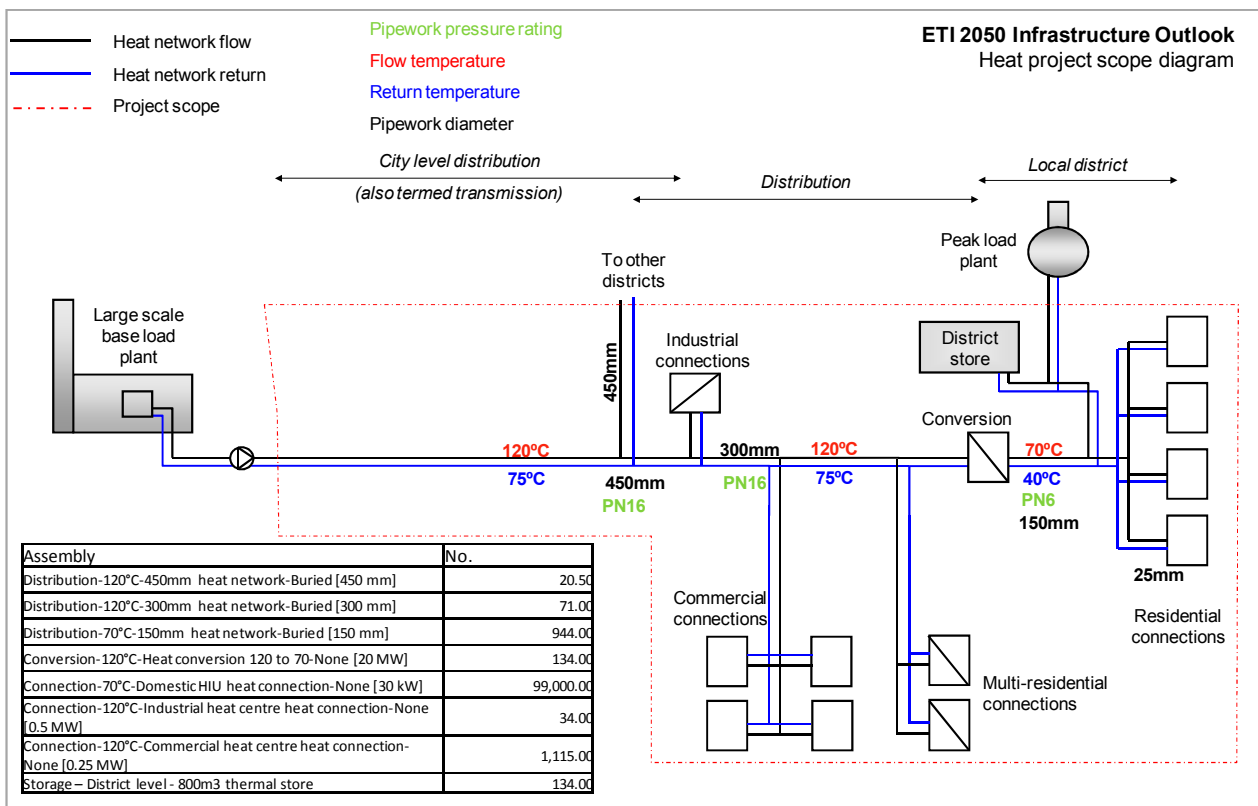 Heat network flow
Heat network return
Project scope
Pipework pressure rating
Flow temperature
Return temperature
Pipework diameter
ETI 2050 Infrastructure Outlook
Heat project scope diagram
City level distribution
(also termed transmission)
Distribution
Local district
Peak load
plant
To other
districts
Large scale
base load
plant
Industrial
connections
District
store
450mm
Conversion
120ºC
75ºC
450mm
PN16
300mm
PN16
120ºC
75ºC
70ºC
40ºC
PN6
150mm
25mm
Residential
connections
Commercial
connections
Multi-residential
connections
Assembly No.
Distribution-120°C-450mm heat network-Buried [450 mm] 20.50
Distribution-120°C-300mm heat network-Buried [300 mm] 71.00
Distribution-70°C-150mm heat network-Buried [150 mm] 944.00
Conversion-120°C-Heat conversion 120 to 70-None [20 MW] 134.00
Connection-70°C-Domestic HIU heat connection-None [30 kW] 99,000.00
Connection-120°C-Industrial heat centre heat connection-None
[0.5 MW] 34.00
Connection-120°C-Commercial heat centre heat connection-
None [0.25 MW] 1,115.00
Storage – District level - 800m3 thermal store 134.00